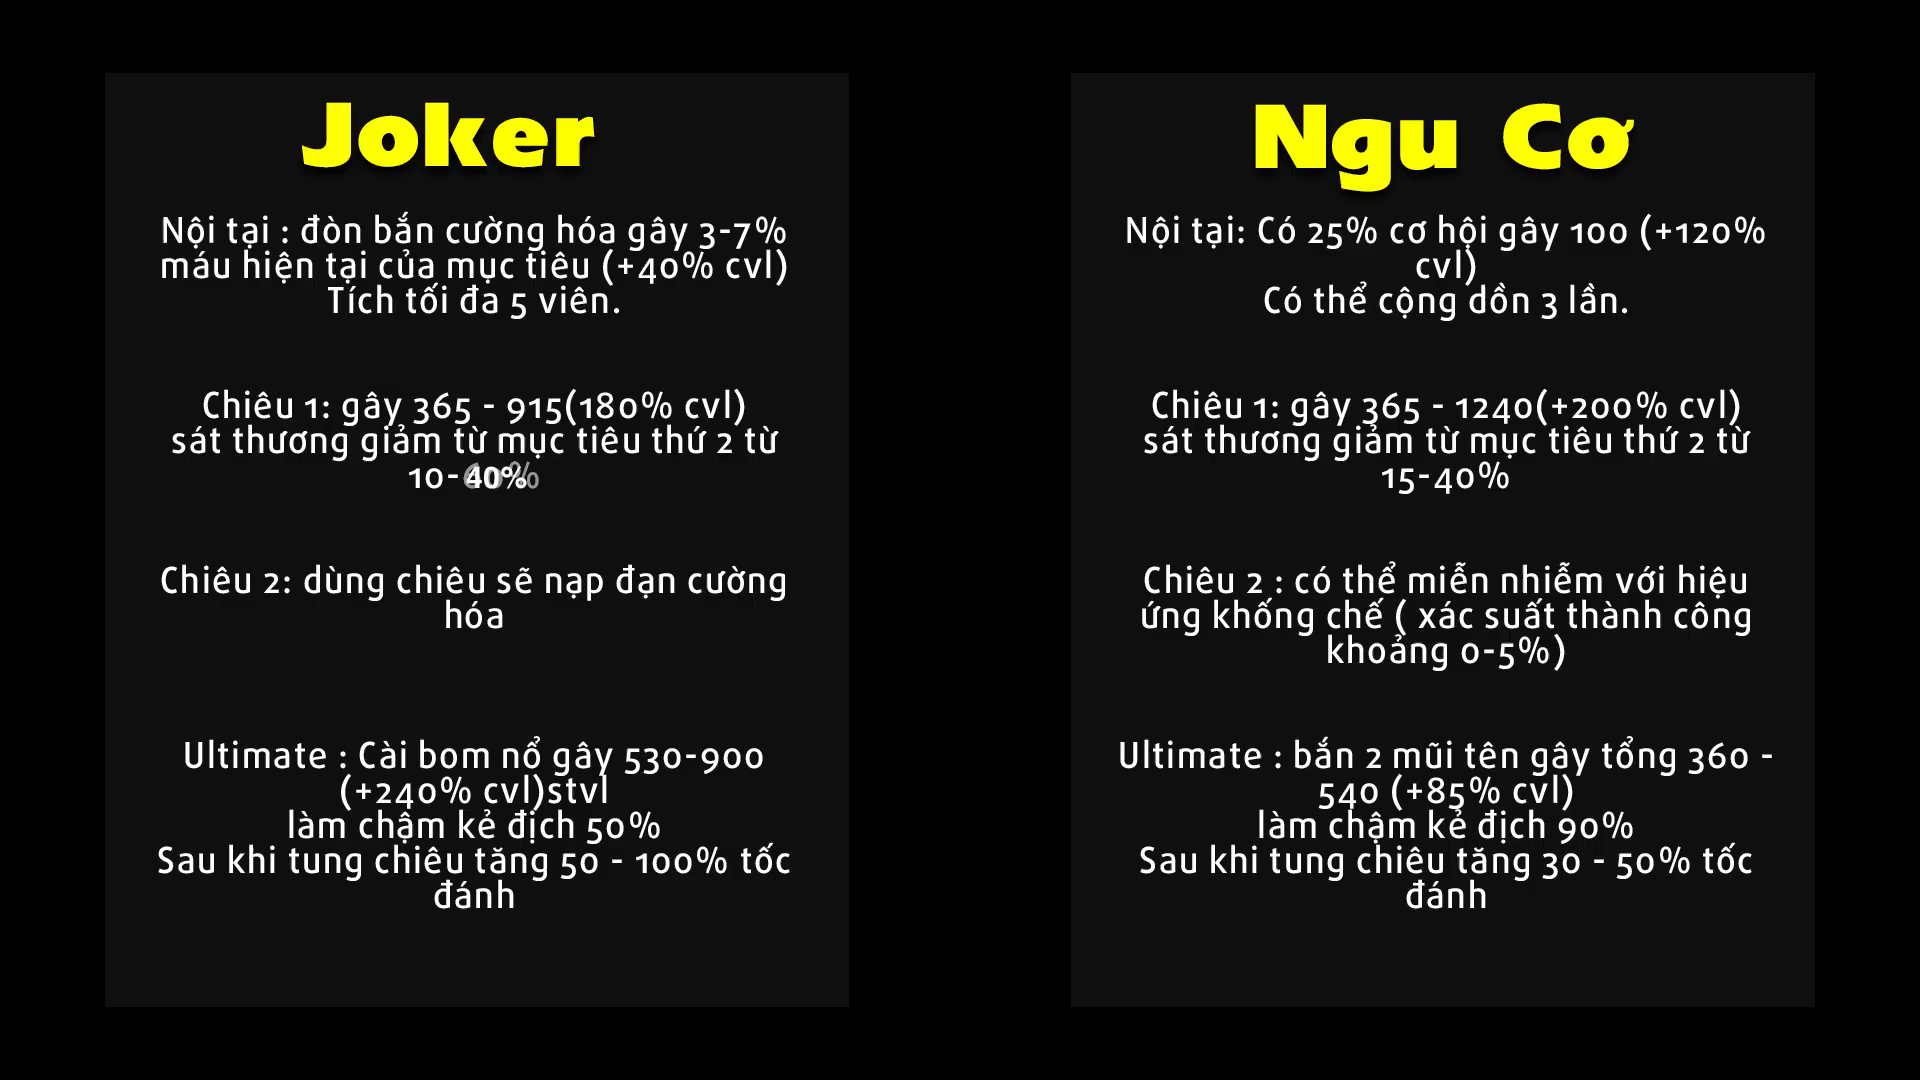 Joker
Nội tại : đòn bắn cường hóa gây 3-7%
máu hiện tại của mục tiêu (+40% cvl)
Tích tối đa 5 viên.
Chiêu 1: gây 365 - 915(180% cvl)
sát thương giảm từ mục tiêu thứ 2 từ
10-40%
Chiêu 2: dùng chiêu sẽ nạp đạn cường
hóa
Ultimate : Cài bom nổ gây 530-900
(+240% cvl)stvl
làm chậm kẻ địch 50%
Sau khi tung chiêu tăng 50 - 100% tốc
đánh
Ngu Cơ
Nội tại: Có 25% cơ hội gây 100 (+120%
cvl)
Có thể cộng dồn 3 lần.
Chiêu 1: gây 365 - 1240(+200% cvl)
sát thương giảm từ mục tiêu thứ 2 từ
15-40%
Chiêu 2 : có thể miễn nhiễm với hiệu
ứng khống chế ( xác suất thành công
khoảng 0-5%)
Ultimate : bắn 2 mũi tên gây tổng 360 -
540 (+85% cvl)
làm chậm kẻ địch 90%
Sau khi tung chiêu tăng 30 - 50% tốc
đánh